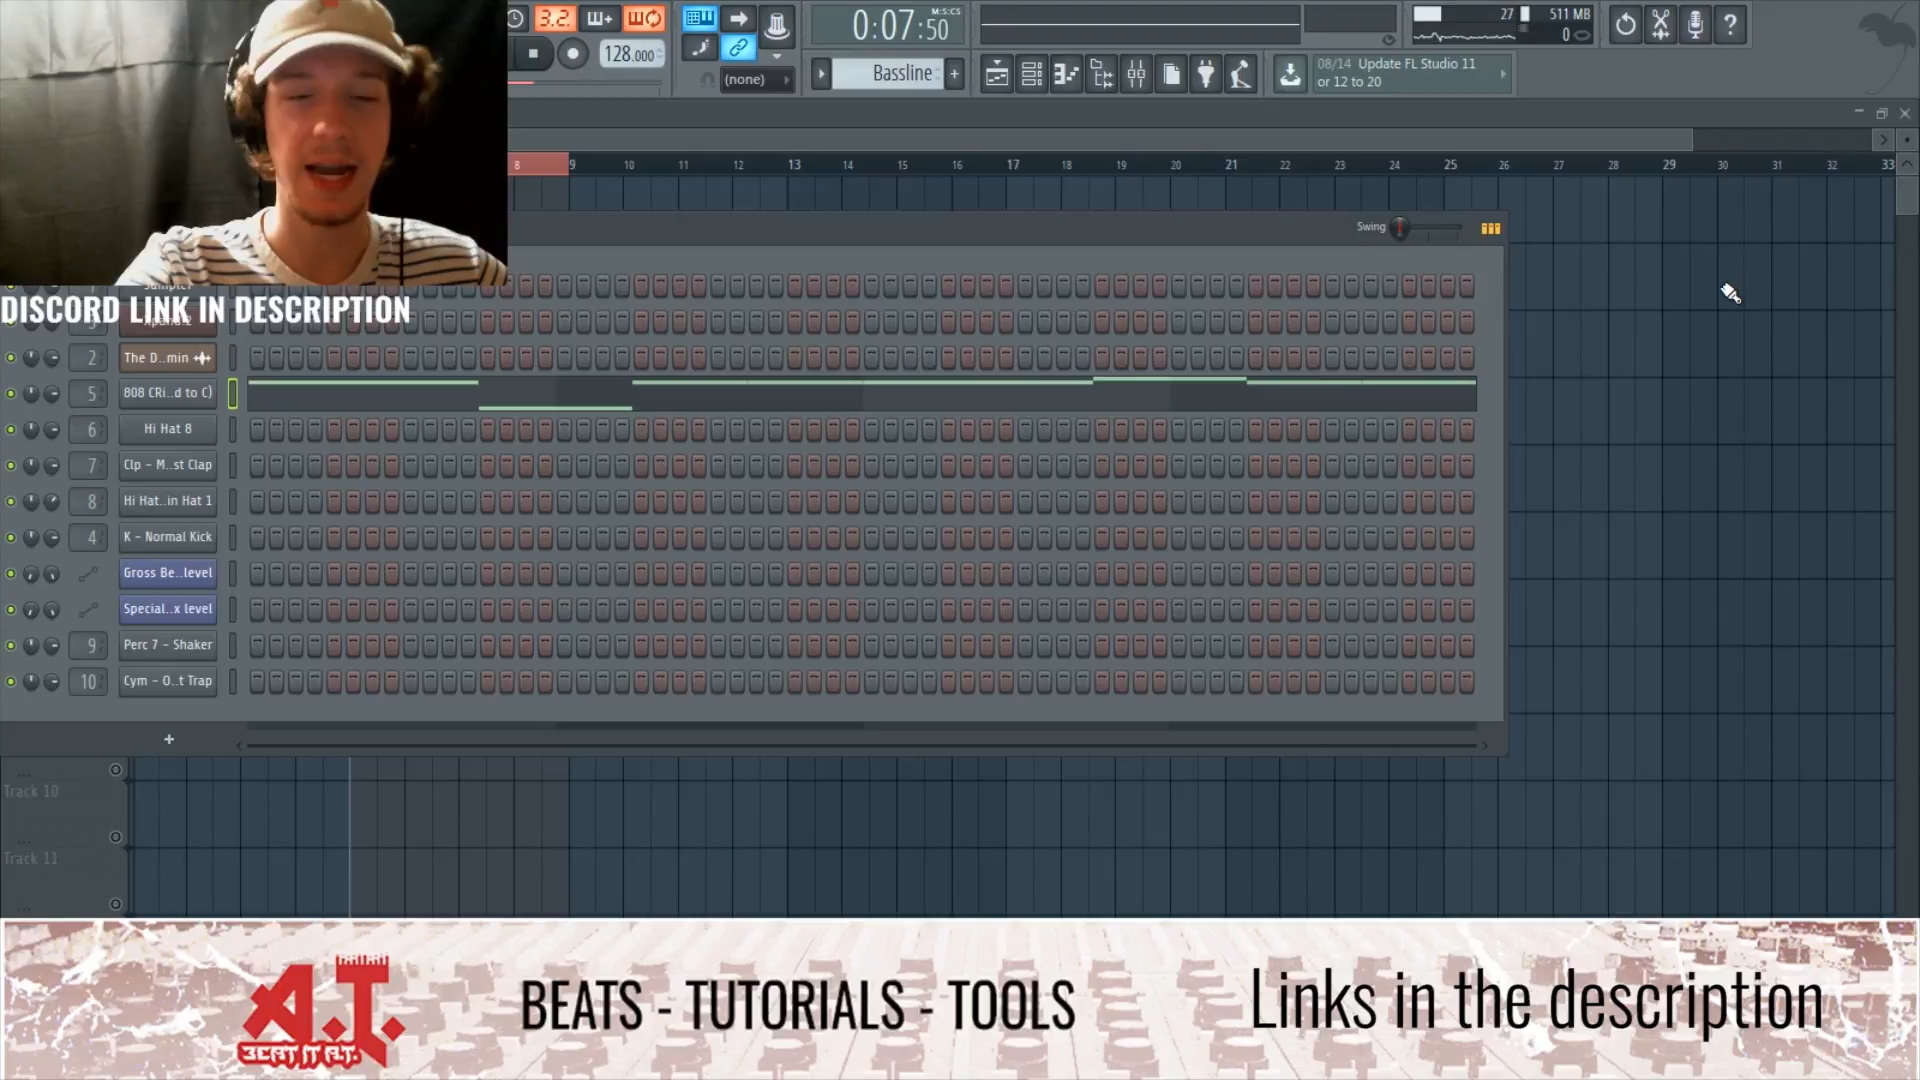 3.2.
128.000
0:07:50
M:S:CS
(none)
Bassline
27
511 MB
0
08/14 Update FL Studio 11
or 12 to 20
8 9 10 11 12 13 14 15 16 17 18 19 20 21 22 23 24 25 26 27 28 29 30 31 32 33
Swing
Sampler
DISCORD LINK IN DESCRIPTION
2 The D..min
5 808 CRi..d to C)
6 Hi Hat 8
7 Clp - M..st Clap
8 Hi Hat..in Hat 1
4 K - Normal Kick
Gross Be..level
Special..x level
9 Perc 7 - Shaker
10 Cym - O..t Trap
+
Track 10
Track 11
A.T.
BEAT IT A.T.
BEATS - TUTORIALS - TOOLS
Links in the description